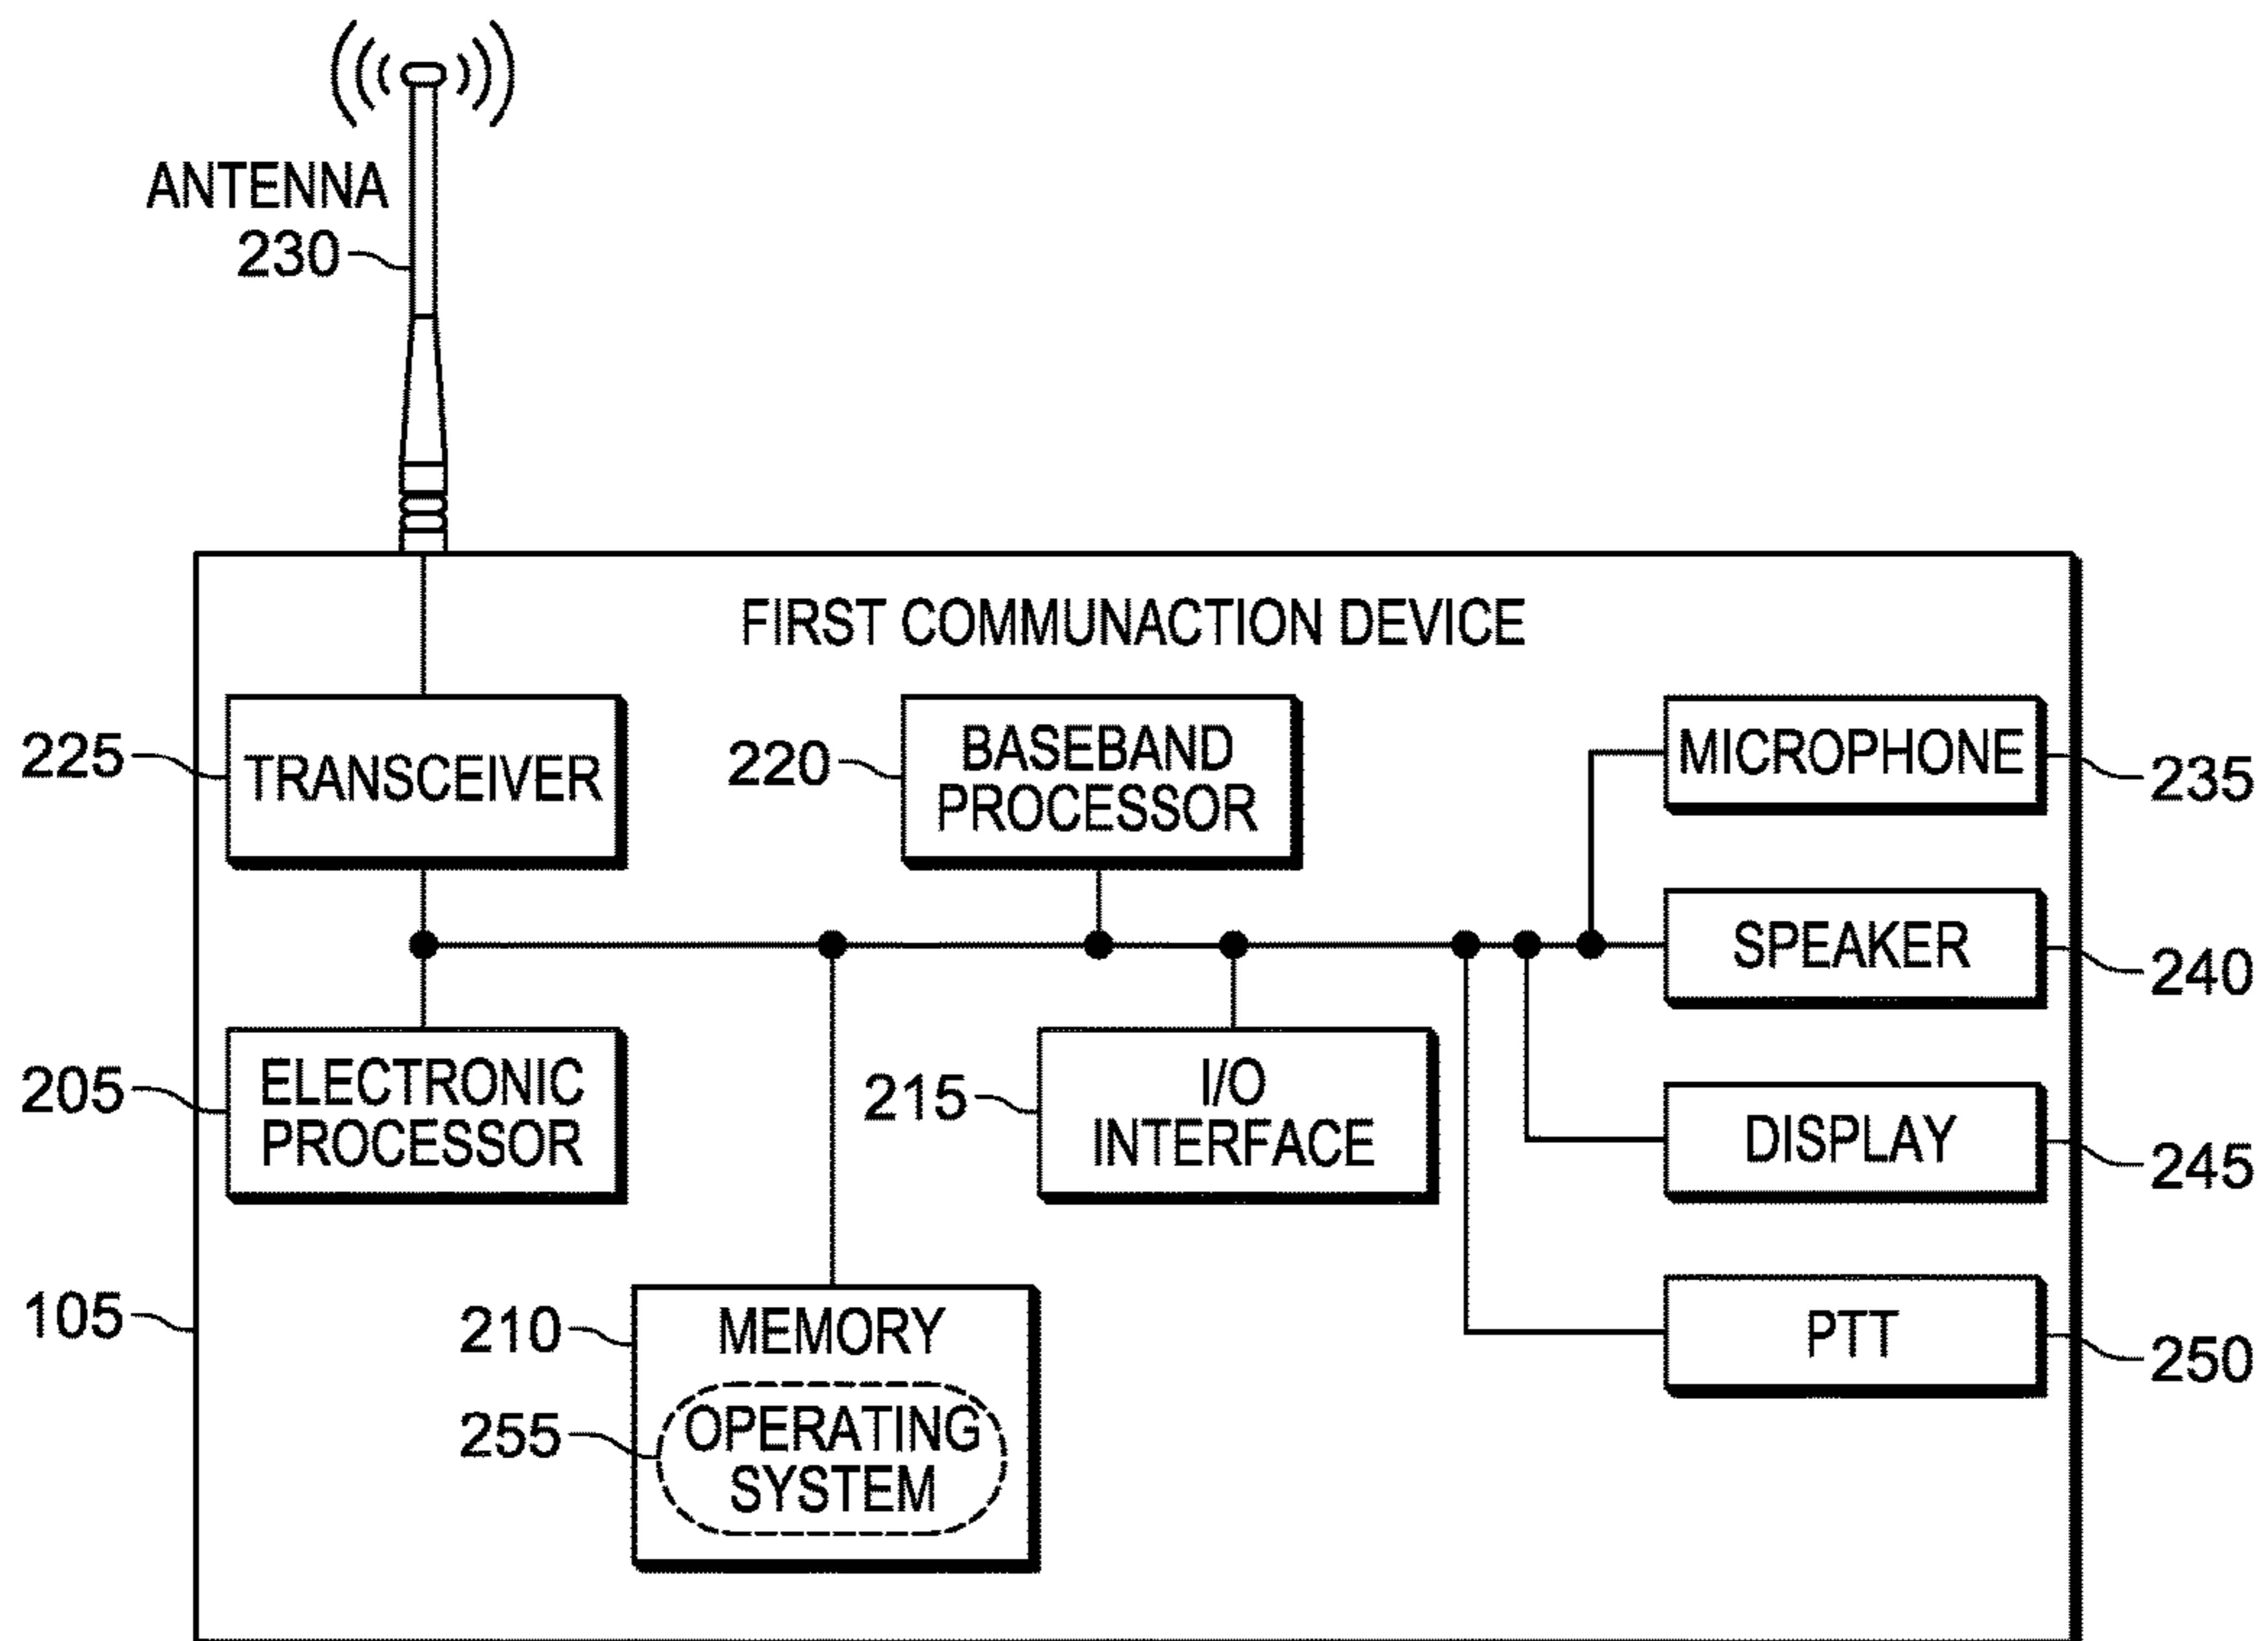 ANTENNA
230
FIRST COMMUNACTION DEVICE
225
TRANSCEIVER
220
BASEBAND
PROCESSOR
MICROPHONE
235
SPEAKER
240
205
ELECTRONIC
PROCESSOR
215
I/O
INTERFACE
DISPLAY
245
105
210
MEMORY
255
OPERATING
SYSTEM
PTT
250